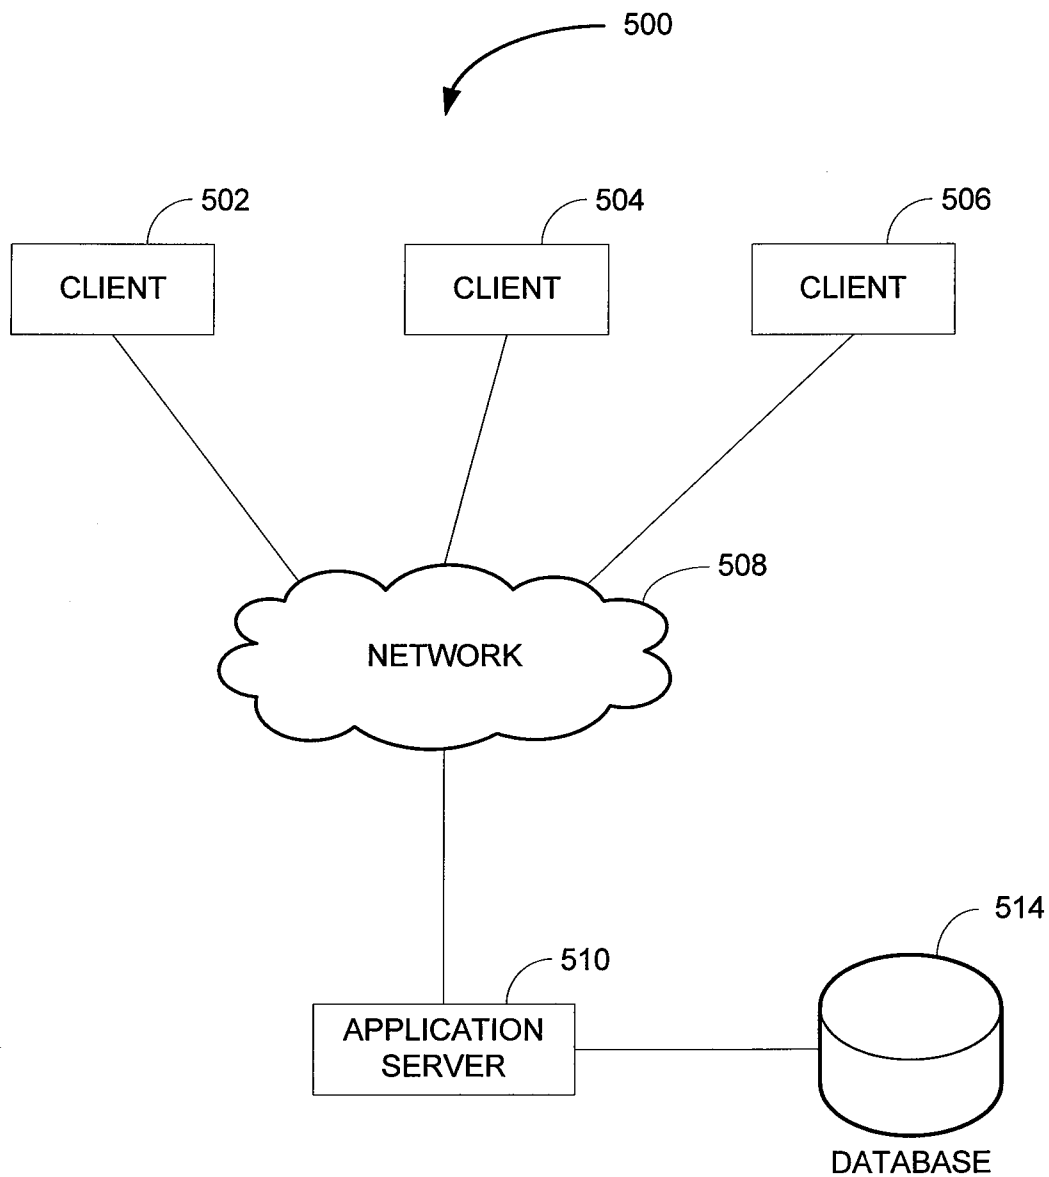 500
502
504
506
CLIENT
CLIENT
CLIENT
508
NETWORK
514
510
APPLICATION
SERVER
DATABASE